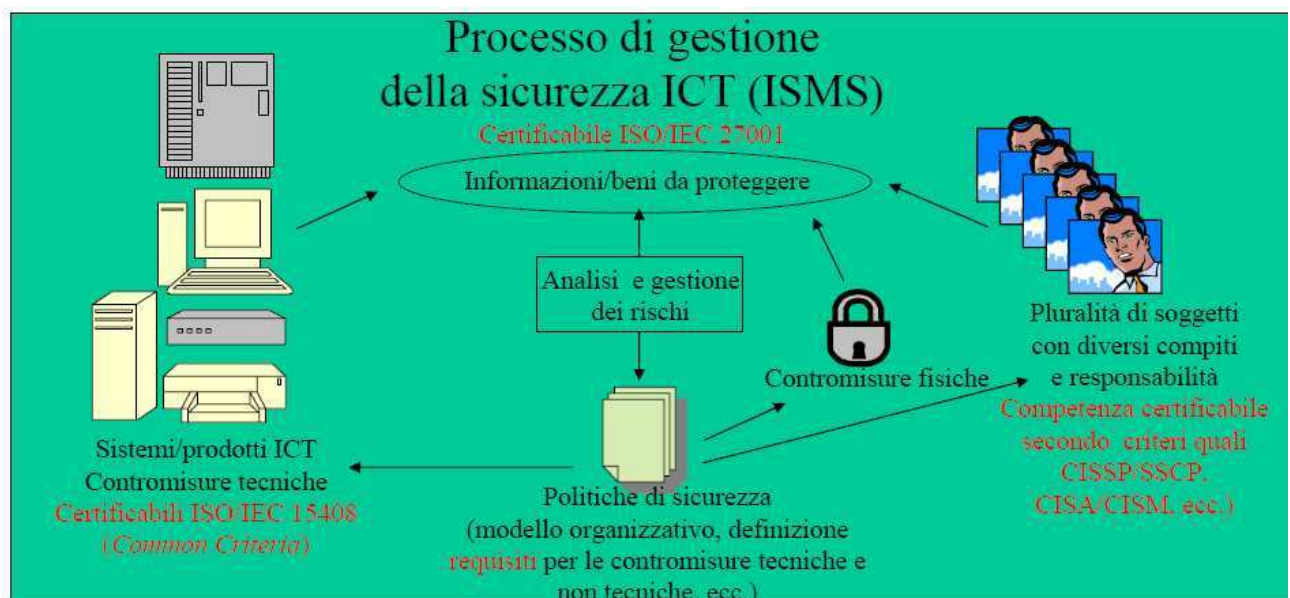 Processo di gestione
della sicurezza ICT (ISMS)
Certificabile ISO/IEC 27001
Informazioni/beni da proteggere
Analisi e gestione
dei rischi
Contromisure fisiche
Pluralità di soggetti
con diversi compiti
e responsabilità
Competenza certificabile
secondo criteri quali
CISSP/SSCP,
CISA/CISM, ecc.)
Sistemi/prodotti ICT
Contromisure tecniche
Certificabili ISO/IEC 15408
(Common Criteria)
Politiche di sicurezza
(modello organizzativo, definizione
requisiti per le contromisure tecniche e
non tecniche, ecc.)